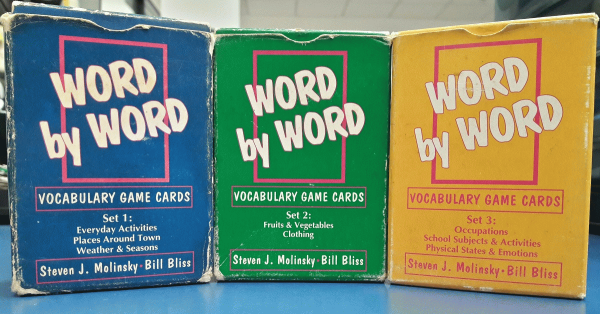 WORD
by WORD
VOCABULARY GAME CARDS
Set 1:
Everyday Activities
Places Around Town
Weather & Seasons
Steven J. Molinsky · Bill Bliss
WORD
by WORD
VOCABULARY GAME CARDS
Set 2:
Fruits & Vegetables
Clothing
Steven J. Molinsky · Bill Bliss
WORD
by WORD
VOCABULARY GAME CARDS
Set 3:
Occupations
School Subjects & Activities
Physical States & Emotions
Steven J. Molinsky · Bill Bliss